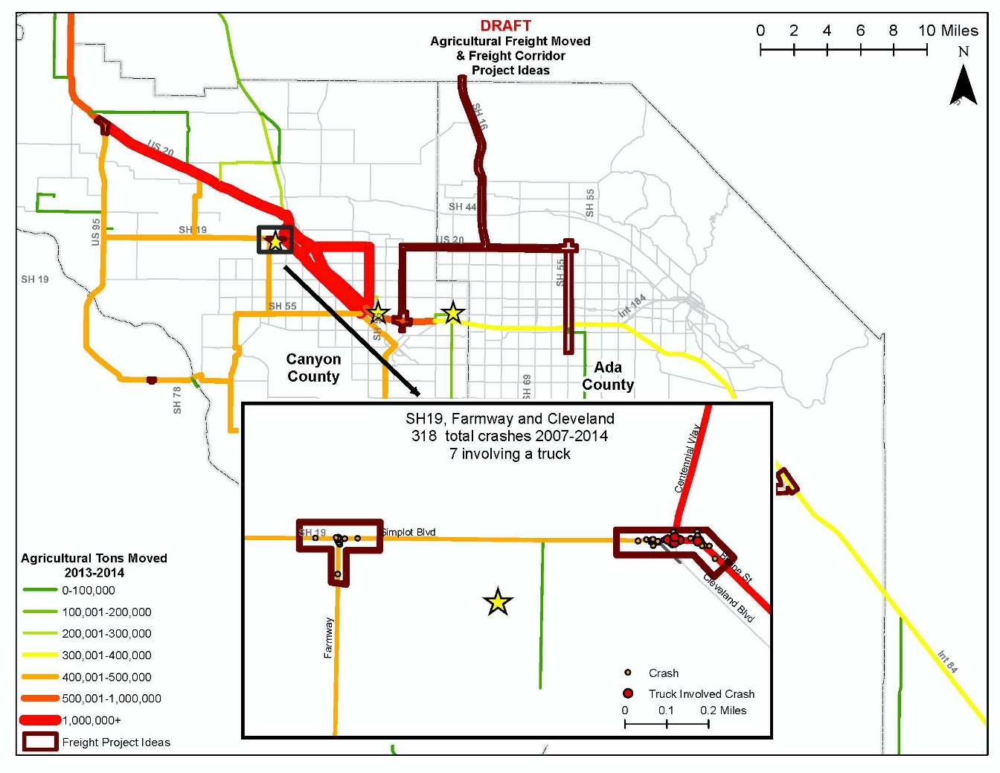 DRAFT
Agricultural Freight Moved
& Freight Corridor
Project Ideas
0 2 4 6 8 10 Miles
N
SH 16
US 20
SH 44
SH 55
US 95
SH 19
US 20
SH 19
SH 55
SH 55
Int 184
SH
Canyon
County
Ada
County
SH 69
SH 78
SH19, Farmway and Cleveland
318 total crashes 2007-2014
7 involving a truck
Centennial Way
SH 19
Simplot Blvd
Blaine St
Cleveland Blvd
Farmway
Crash
Truck Involved Crash
0 0.1 0.2 Miles
Int 84
Agricultural Tons Moved
2013-2014
0-100,000
100,001-200,000
200,001-300,000
300,001-400,000
400,001-500,000
500,001-1,000,000
1,000,000+
Freight Project Ideas